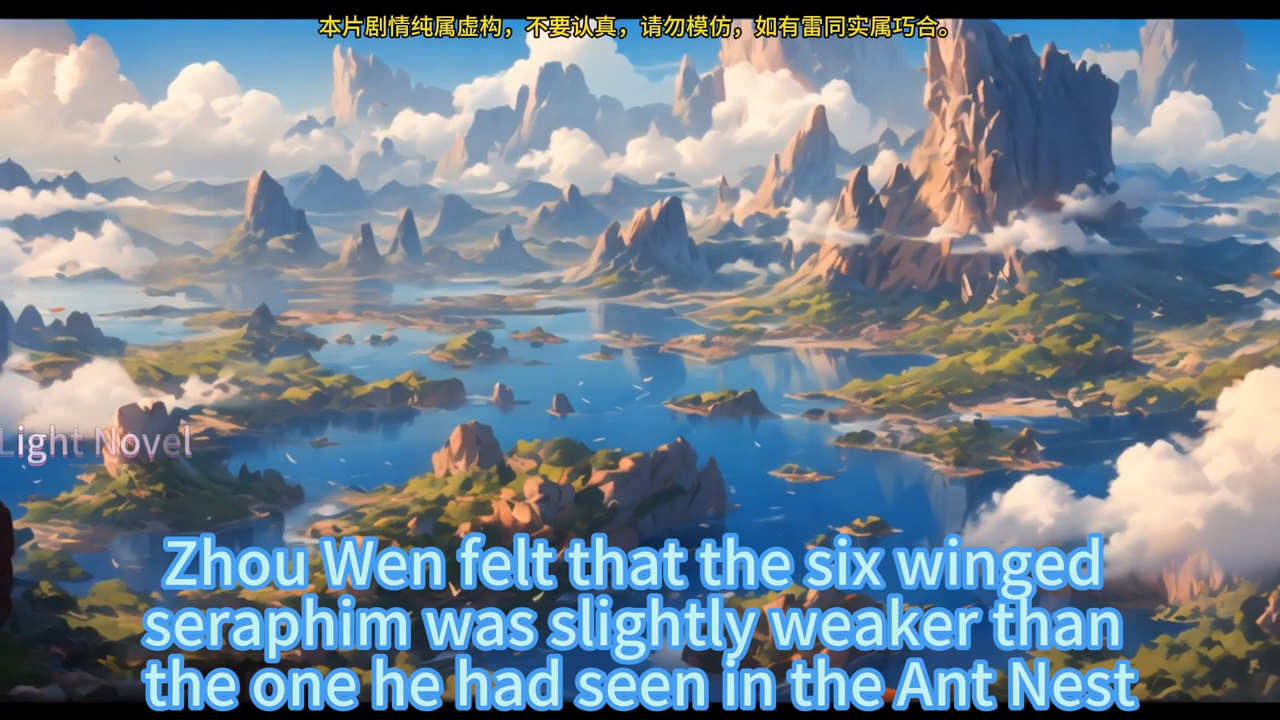 本片剧情纯属虚构，不要认真，请勿模仿，如有雷同实属巧合。
Light Novel
Zhou Wen felt that the six winged
seraphim was slightly weaker than
the one he had seen in the Ant Nest